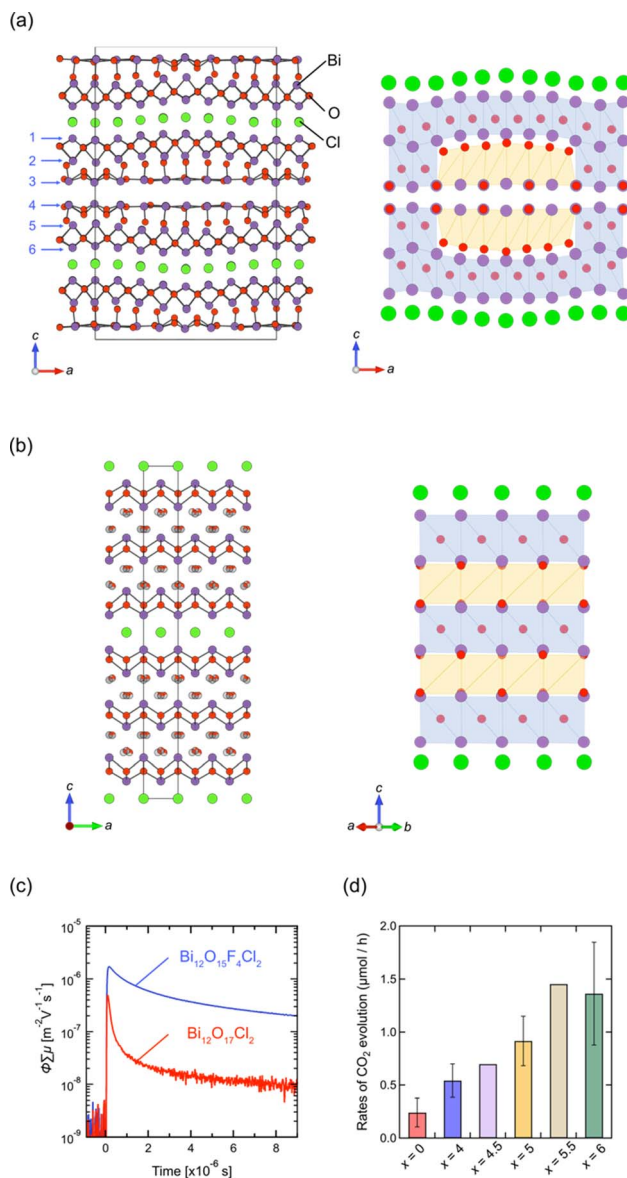 (a)
Bi
O
Cl
1
2
3
4
5
6
c
a
c
a
(b)
c
a
c
a
b
(c)
ΦΣμ [m⁻²V⁻¹s⁻¹]
10⁻⁵
10⁻⁶
10⁻⁷
10⁻⁸
10⁻⁹
Bi₁₂O₁₅F₄Cl₂
Bi₁₂O₁₇Cl₂
0 2 4 6 8
Time [x10⁻⁶ s]
(d)
Rates of CO₂ evolution (μmol / h)
2.0
1.5
1.0
0.5
0.0
x = 0
x = 4
x = 4.5
x = 5
x = 5.5
x = 6